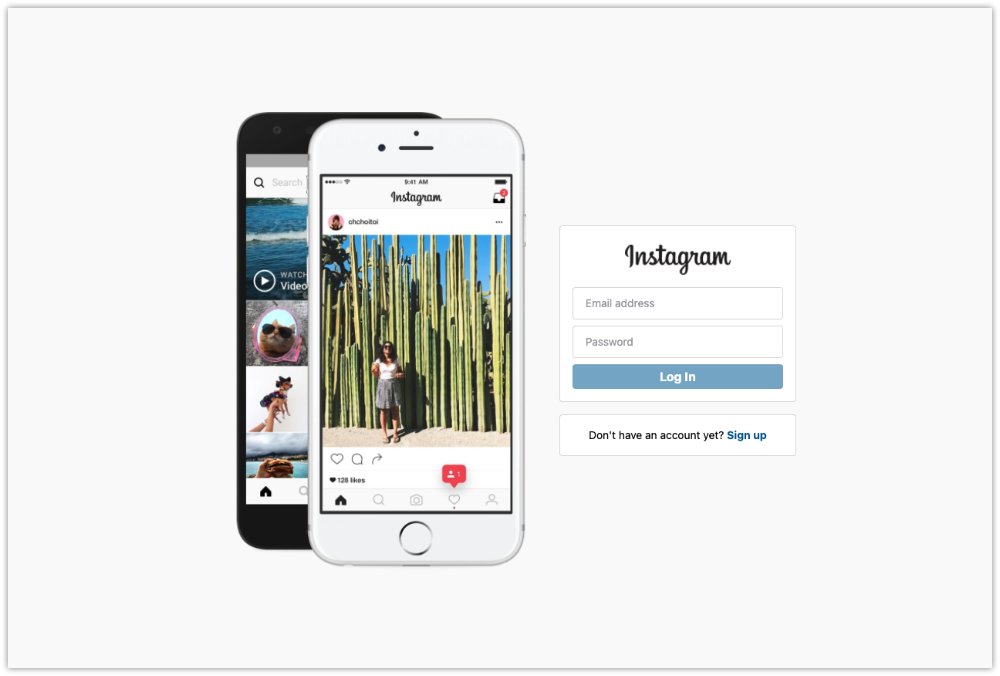 Search
WATCH
Video
9:41 AM
Instagram
2
chchoitoi
1
128 likes
Instagram
Email address
Password
Log In
Don't have an account yet? Sign up